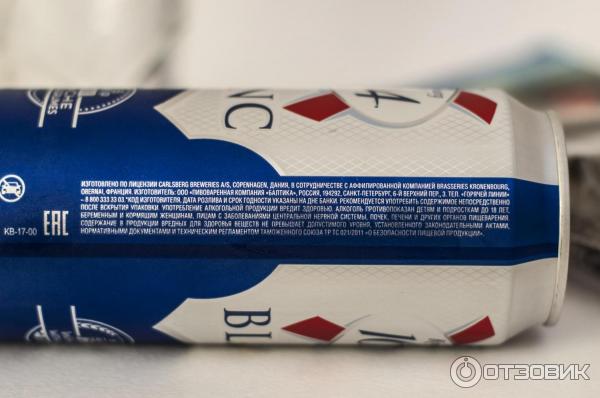 NC
4
ИЗГОТОВЛЕНО ПО ЛИЦЕНЗИИ CARLSBERG BREWERIES A/S, COPENHAGEN, ДАНИЯ, В СОТРУДНИЧЕСТВЕ С АФФИЛИРОВАННОЙ КОМПАНИЕЙ BRASSERIES KRONENBOURG,
OBERNAI, ФРАНЦИЯ. ИЗГОТОВИТЕЛЬ: ООО «ПИВОВАРЕННАЯ КОМПАНИЯ «БАЛТИКА», РОССИЯ, 194292, САНКТ-ПЕТЕРБУРГ, 6-Й ВЕРХНИЙ ПЕР., 3. ТЕЛ. «ГОРЯЧЕЙ ЛИНИИ»
- 8 800 333 33 03. *КОД ИЗГОТОВИТЕЛЯ, ДАТА РОЗЛИВА И СРОК ГОДНОСТИ УКАЗАНЫ НА ДНЕ БАНКИ. РЕКОМЕНДУЕТСЯ УПОТРЕБИТЬ СОДЕРЖИМОЕ НЕПОСРЕДСТВЕННО
ПОСЛЕ ВСКРЫТИЯ УПАКОВКИ. УПОТРЕБЛЕНИЕ АЛКОГОЛЬНОЙ ПРОДУКЦИИ ВРЕДИТ ЗДОРОВЬЮ. АЛКОГОЛЬ ПРОТИВОПОКАЗАН ДЕТЯМ И ПОДРОСТКАМ ДО 18 ЛЕТ,
БЕРЕМЕННЫМ И КОРМЯЩИМ ЖЕНЩИНАМ, ЛИЦАМ С ЗАБОЛЕВАНИЯМИ ЦЕНТРАЛЬНОЙ НЕРВНОЙ СИСТЕМЫ, ПОЧЕК, ПЕЧЕНИ И ДРУГИХ ОРГАНОВ ПИЩЕВАРЕНИЯ.
СОДЕРЖАНИЕ В ПРОДУКЦИИ ВРЕДНЫХ ДЛЯ ЗДОРОВЬЯ ВЕЩЕСТВ НЕ ПРЕВЫШАЕТ ДОПУСТИМОГО УРОВНЯ, УСТАНОВЛЕННОГО ЗАКОНОДАТЕЛЬНЫМИ АКТАМИ,
НОРМАТИВНЫМИ ДОКУМЕНТАМИ И ТЕХНИЧЕСКИМ РЕГЛАМЕНТОМ ТАМОЖЕННОГО СОЮЗА ТР ТС 021/2011 «О БЕЗОПАСНОСТИ ПИЩЕВОЙ ПРОДУКЦИИ».
EAC
KB-17-00
BL
16
ОТЗОВИК